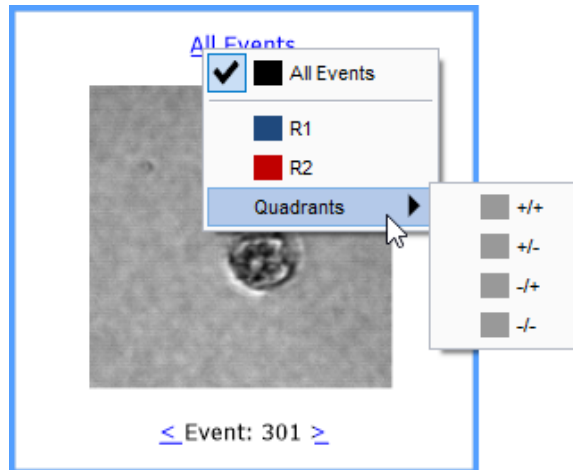 All Events
All Events
R1
R2
Quadrants
+/+
+/-
-/+
-/-
< Event: 301 >